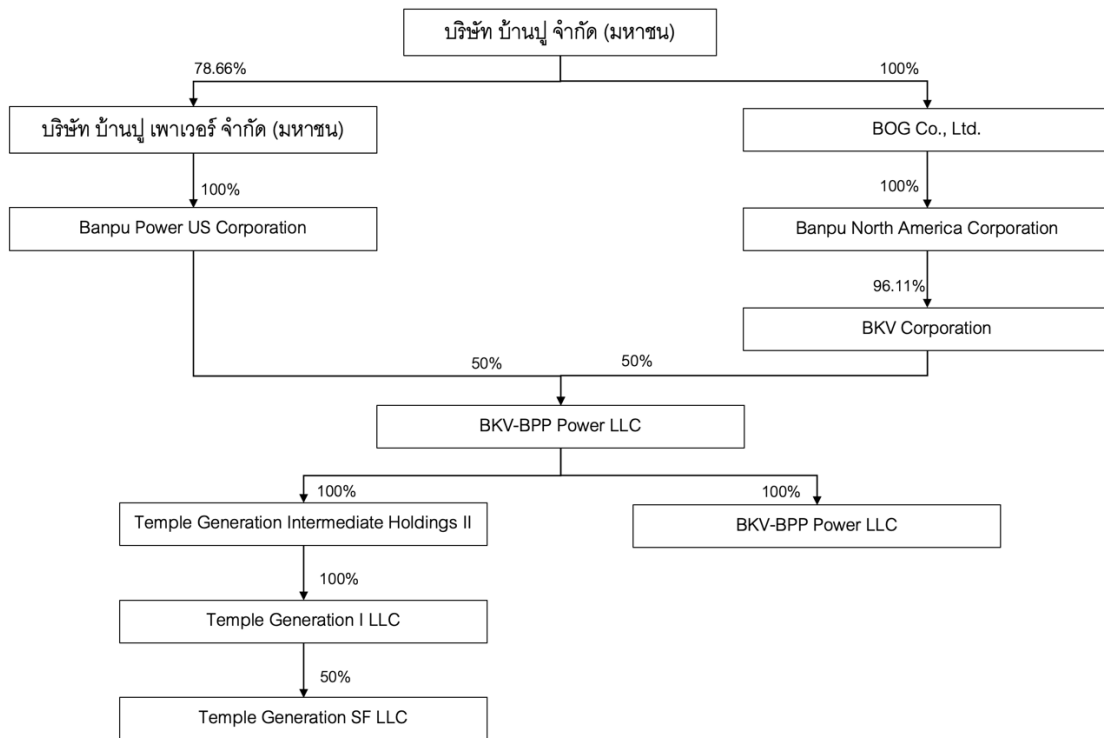 บริษัท บ้านปู จำกัด (มหาชน)
78.66%
100%
บริษัท บ้านปู เพาเวอร์ จำกัด (มหาชน)
BOG Co., Ltd.
100%
100%
Banpu Power US Corporation
Banpu North America Corporation
96.11%
BKV Corporation
50%
50%
BKV-BPP Power LLC
100%
100%
Temple Generation Intermediate Holdings II
BKV-BPP Power LLC
100%
Temple Generation I LLC
50%
Temple Generation SF LLC